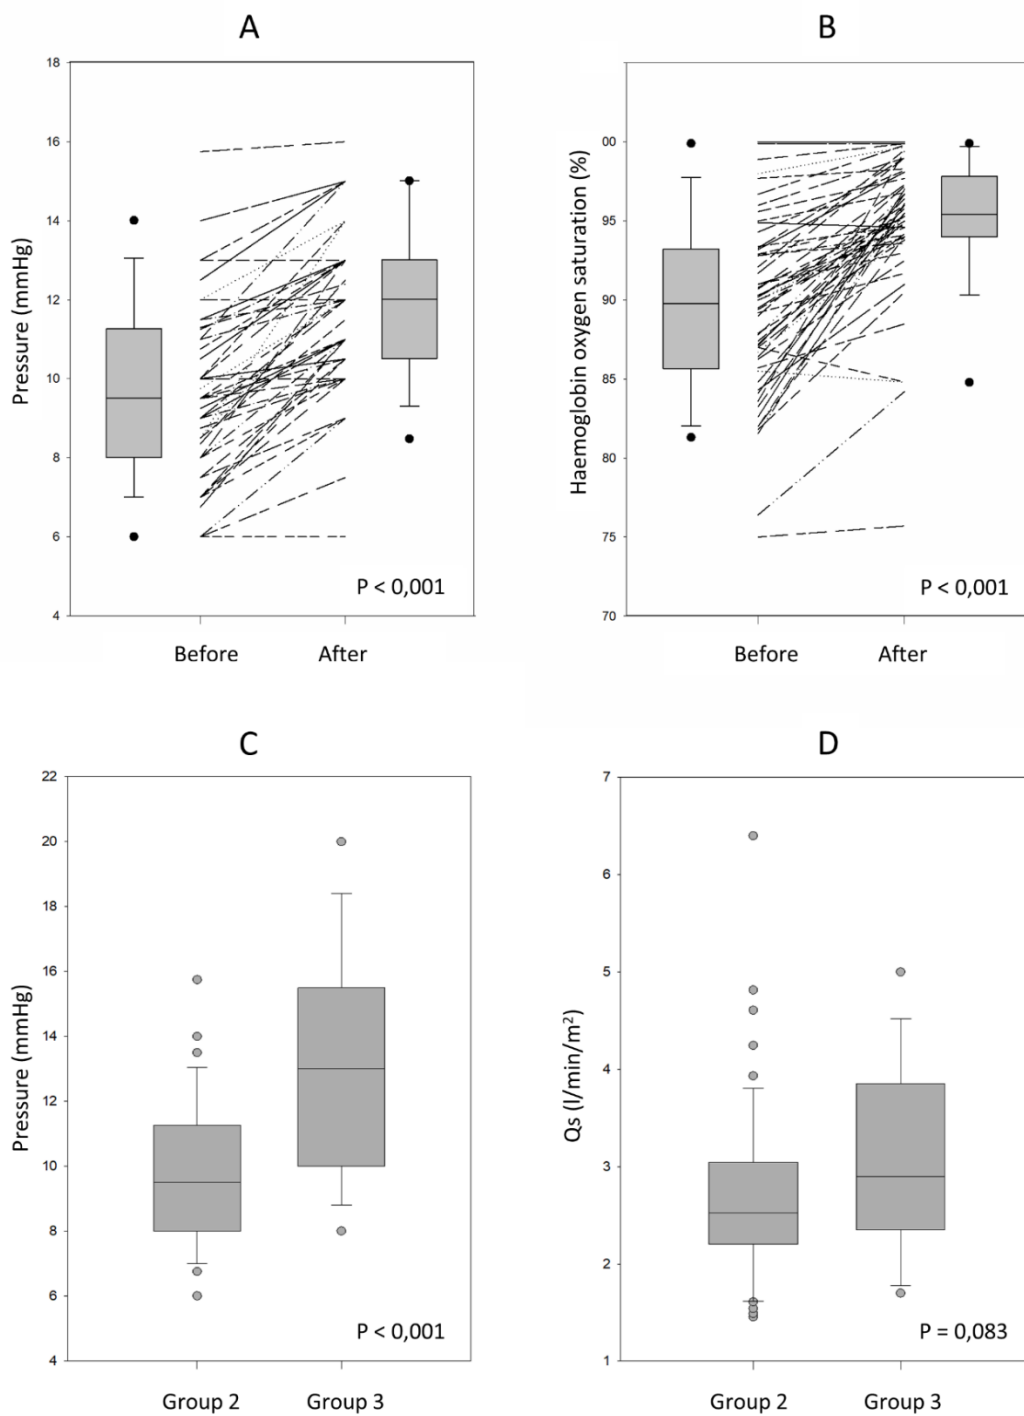 A
B
18
16
14
12
10
8
6
4
Pressure (mmHg)
P < 0,001
Before
After
00
95
90
85
80
75
70
Haemoglobin oxygen saturation (%)
P < 0,001
Before
After
C
D
22
20
18
16
14
12
10
8
6
4
Pressure (mmHg)
P < 0,001
Group 2
Group 3
7
6
5
4
3
2
1
Qs (l/min/m²)
P = 0,083
Group 2
Group 3